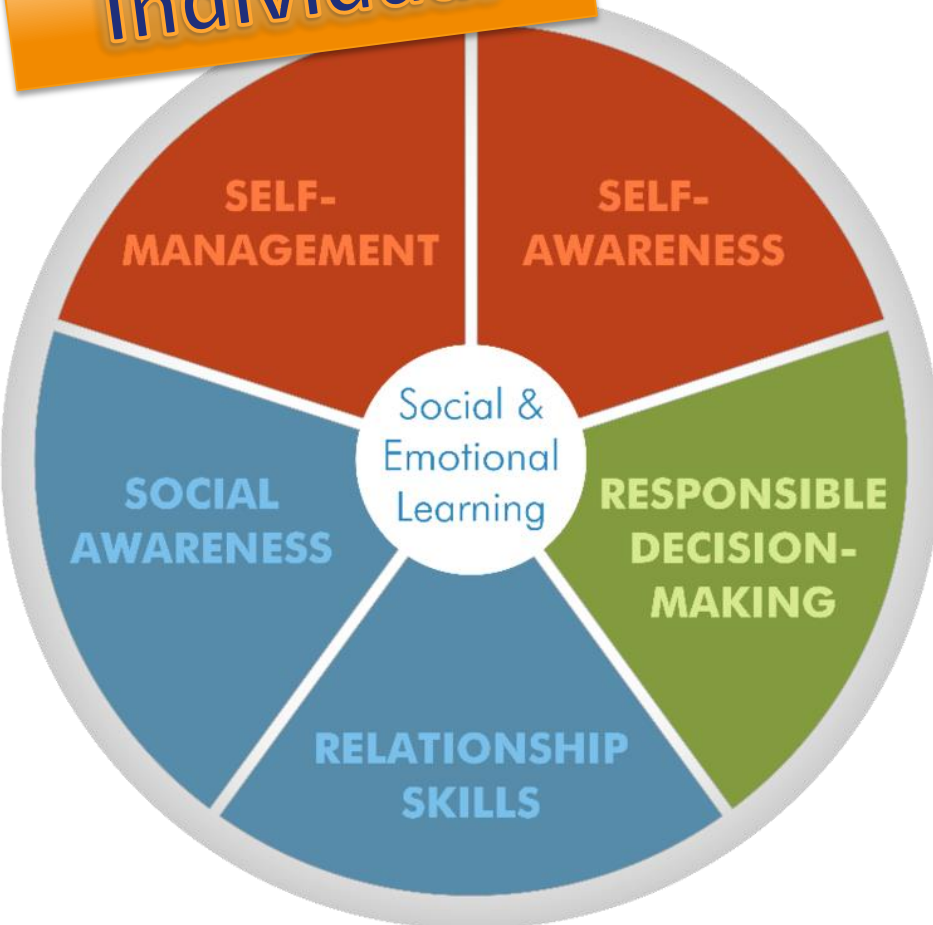 SELF-
MANAGEMENT
SELF-
AWARENESS
Social &
Emotional
Learning
SOCIAL
AWARENESS
RESPONSIBLE
DECISION-
MAKING
RELATIONSHIP
SKILLS